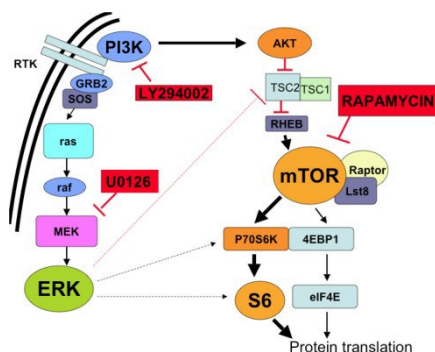 PI3K
AKT
RTK
GRB2
SOS
LY294002
TSC2
TSC1
RAPAMYCIN
RHEB
ras
mTOR
Raptor
Lst8
raf
U0126
MEK
P70S6K
4EBP1
ERK
S6
eIF4E
Protein translation